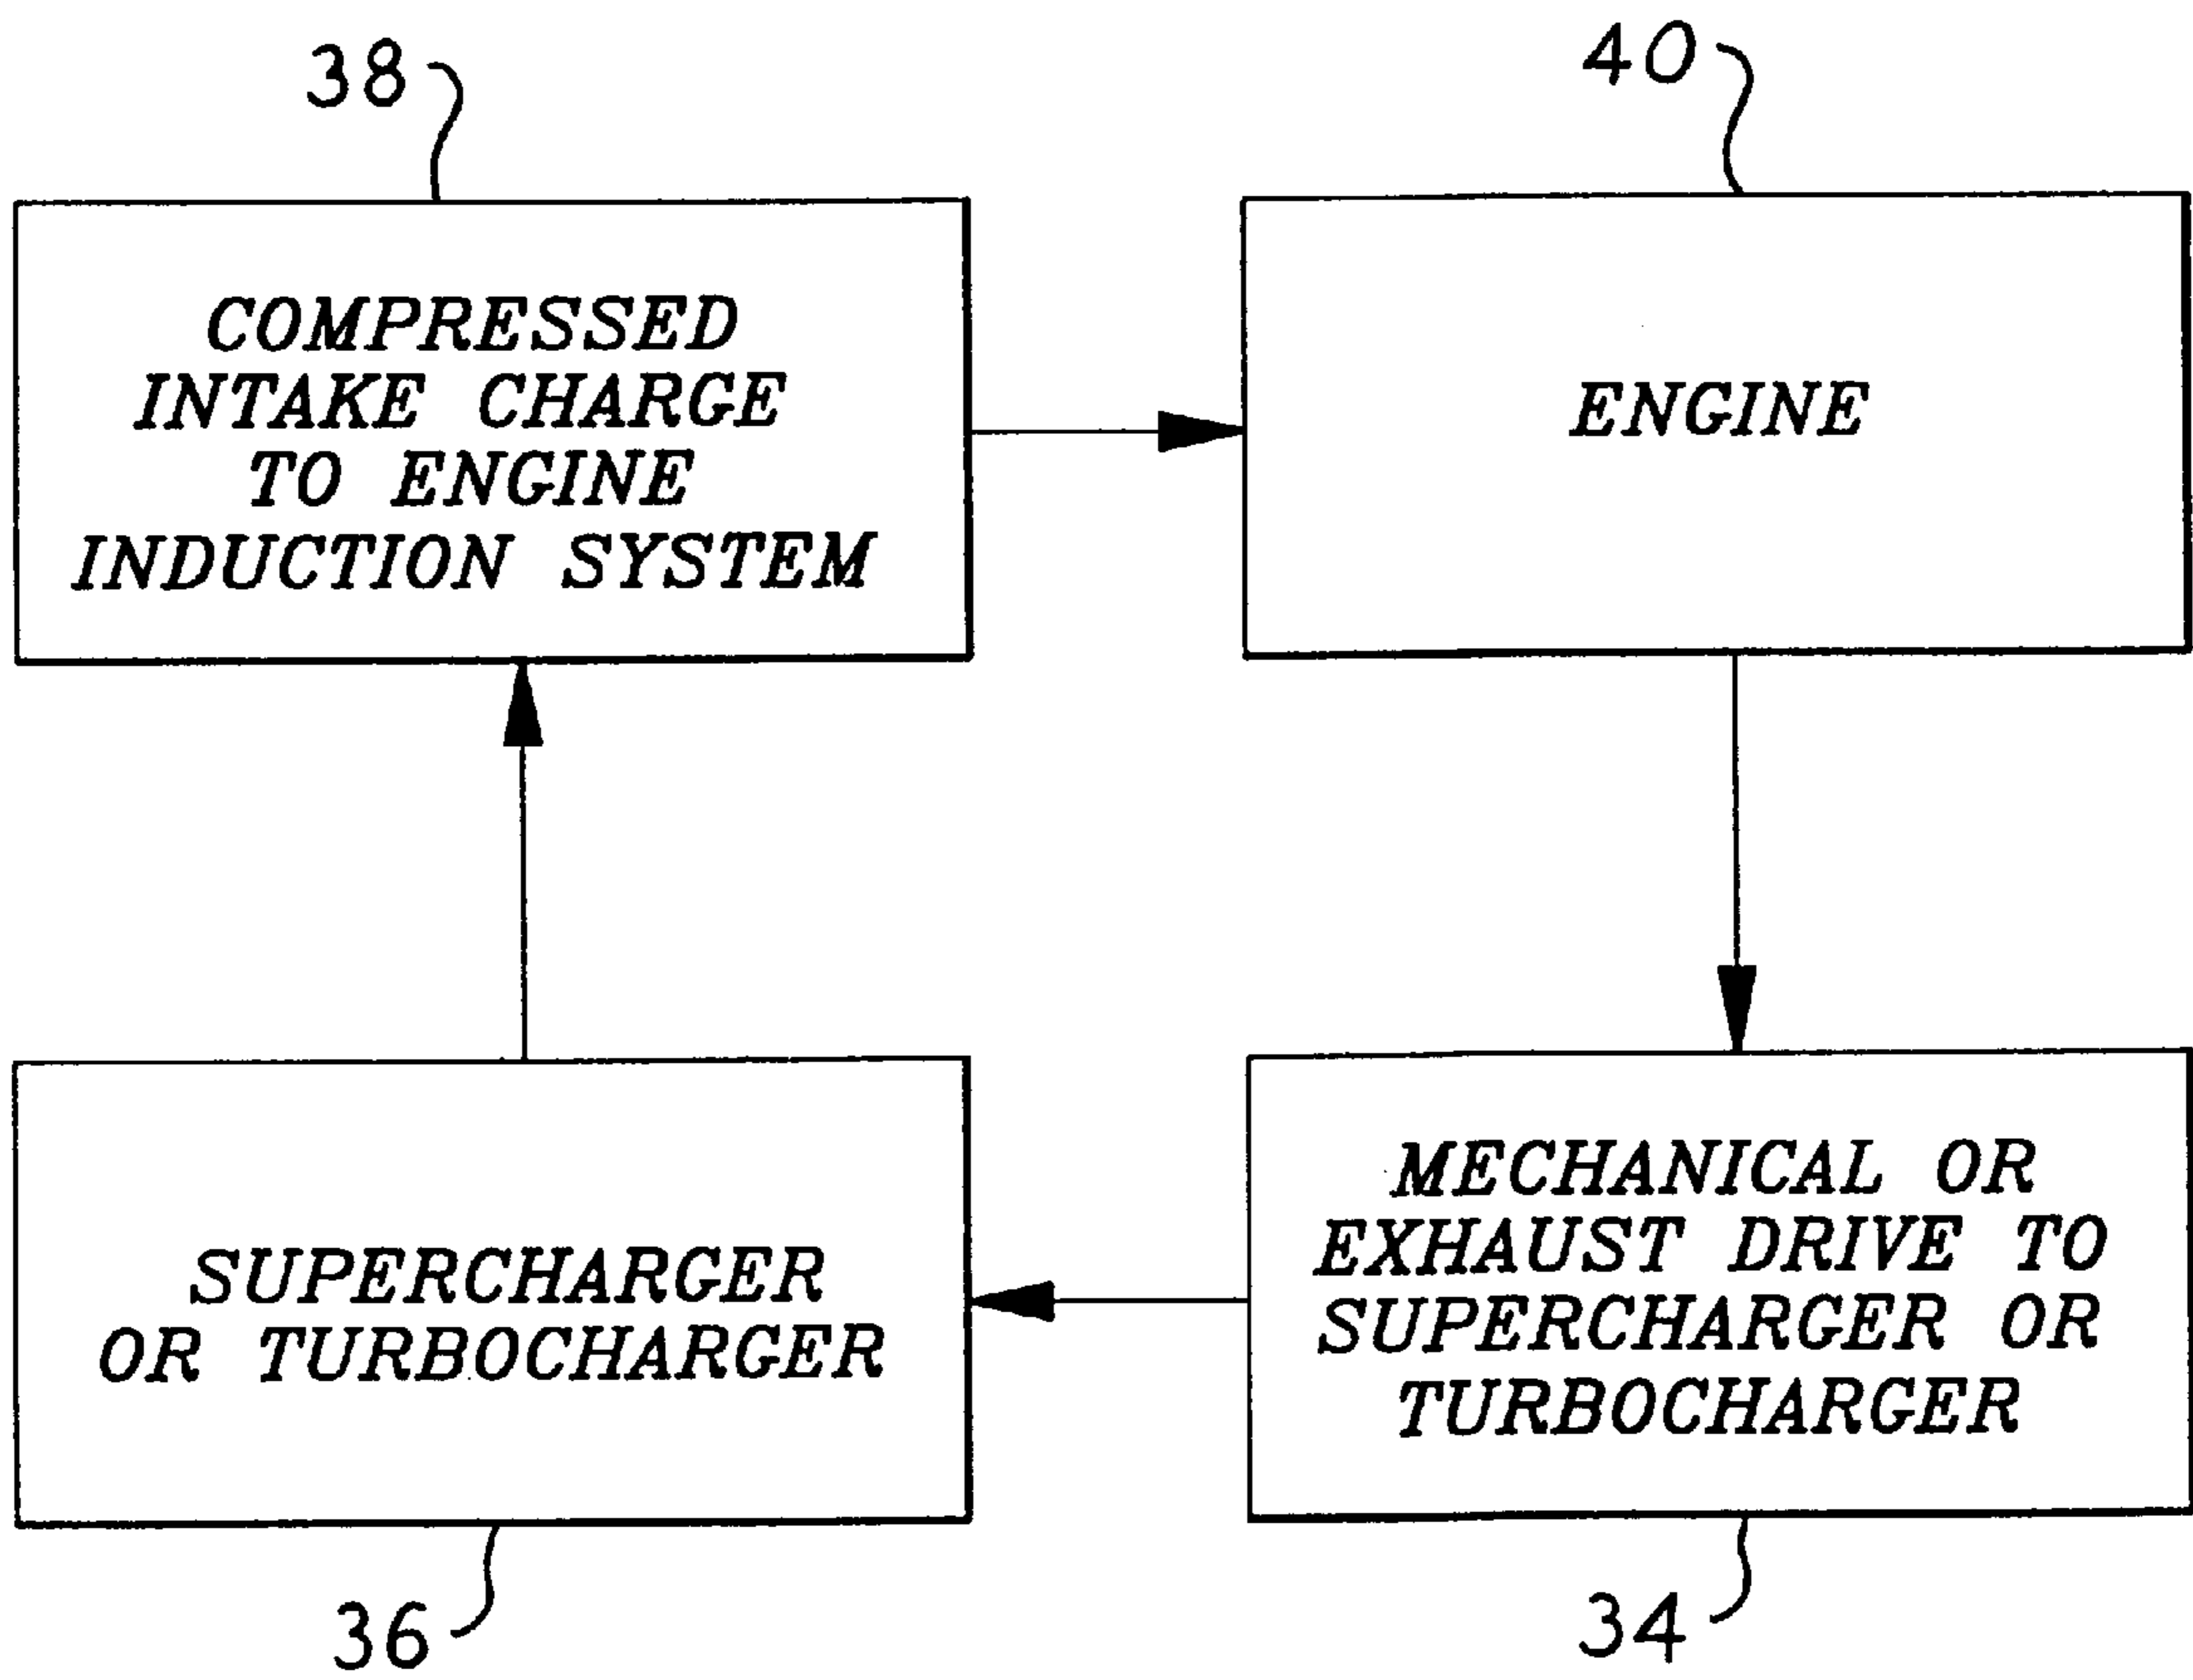 38
40
COMPRESSED
INTAKE CHARGE
TO ENGINE
INDUCTION SYSTEM
ENGINE
SUPERCHARGER
OR TURBOCHARGER
MECHANICAL OR
EXHAUST DRIVE TO
SUPERCHARGER OR
TURBOCHARGER
36
34